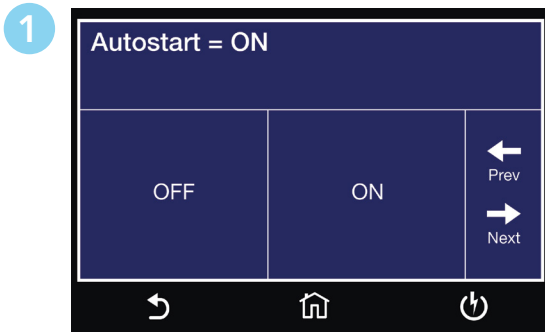 1
Autostart = ON
OFF
ON
Prev
Next